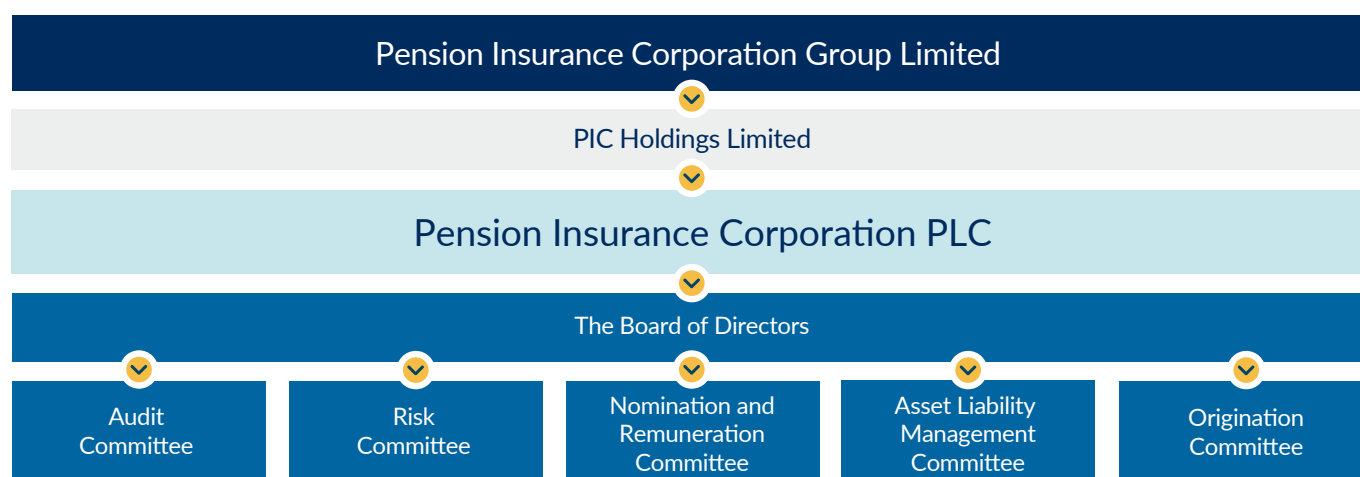 Pension Insurance Corporation Group Limited
PIC Holdings Limited
Pension Insurance Corporation PLC
The Board of Directors
Audit
Committee
Risk
Committee
Nomination and
Remuneration
Committee
Asset Liability
Management
Committee
Origination
Committee